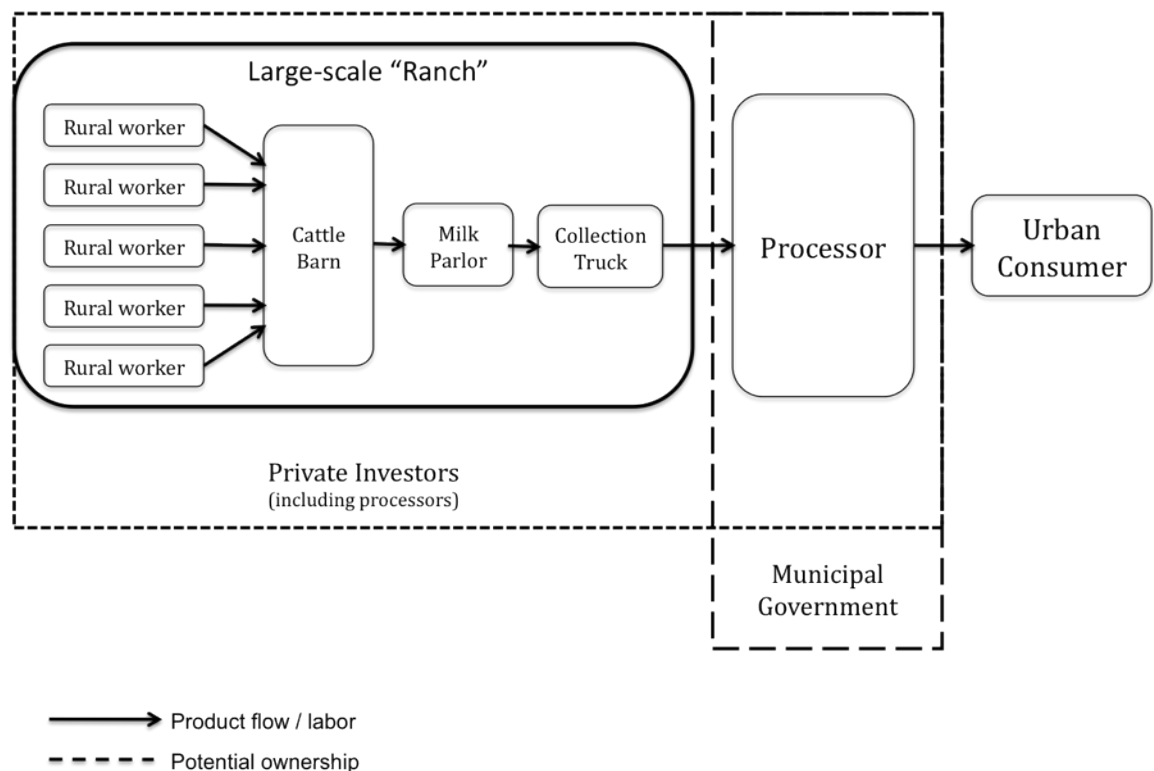 Large-scale “Ranch”
Rural worker
Rural worker
Rural worker
Rural worker
Rural worker
Cattle
Barn
Milk
Parlor
Collection
Truck
Processor
Urban
Consumer
Private Investors
(including processors)
Municipal
Government
Product flow / labor
Potential ownership